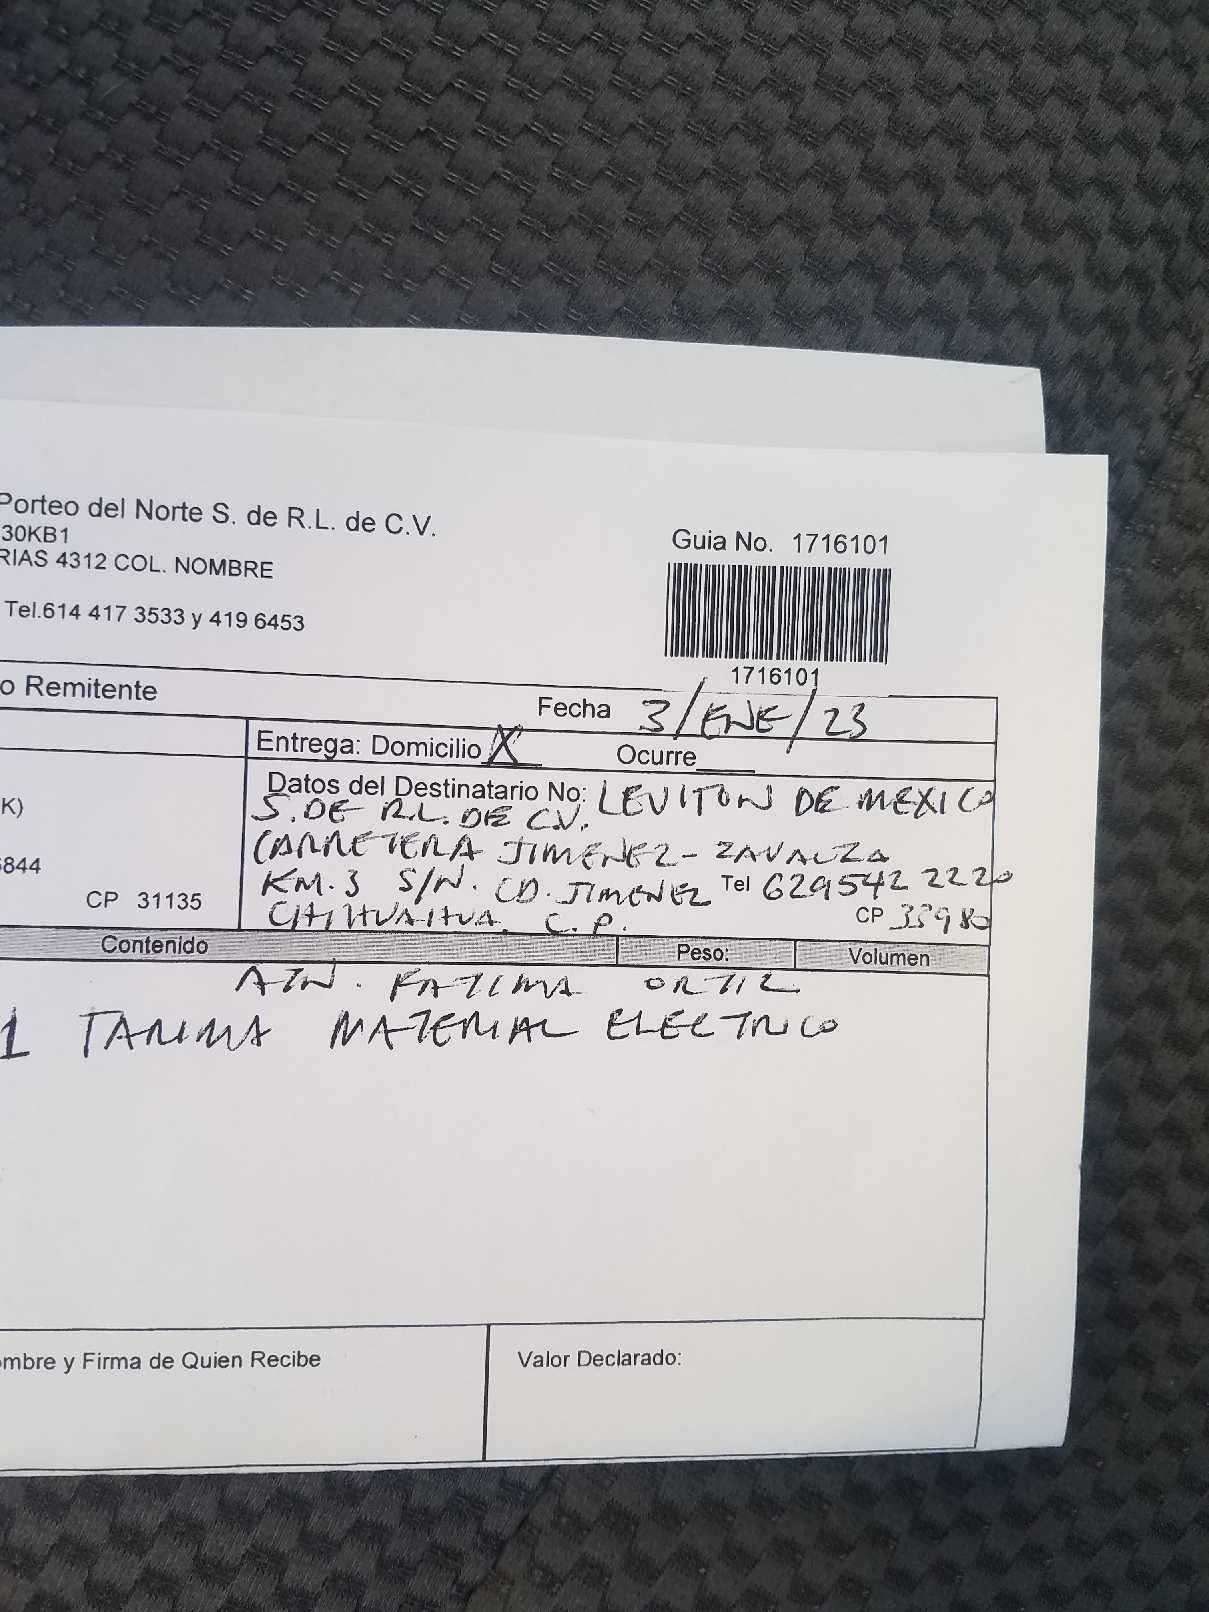 Porteo del Norte S. de R.L. de C.V.
30KB1
RIAS 4312 COL. NOMBRE
Tel.614 417 3533 y 419 6453
Guia No. 1716101
1716101
o Remitente
Fecha 3/ENE/23
Entrega: Domicilio X Ocurre
K)
6844
CP 31135
Datos del Destinatario No: LEVITON DE MEXICO
S. DE R.L. DE C.V.
CARRETERA JIMENEZ-ZAVALZA
KM. 3 S/N. CD. JIMENEZ Tel 629542 2220
CHIHUAHUA. C.P. CP 33980
Contenido Peso: Volumen
ATN. FATIMA ORTIZ
1 TARIMA MATERIAL ELECTRICO
ombre y Firma de Quien Recibe
Valor Declarado: